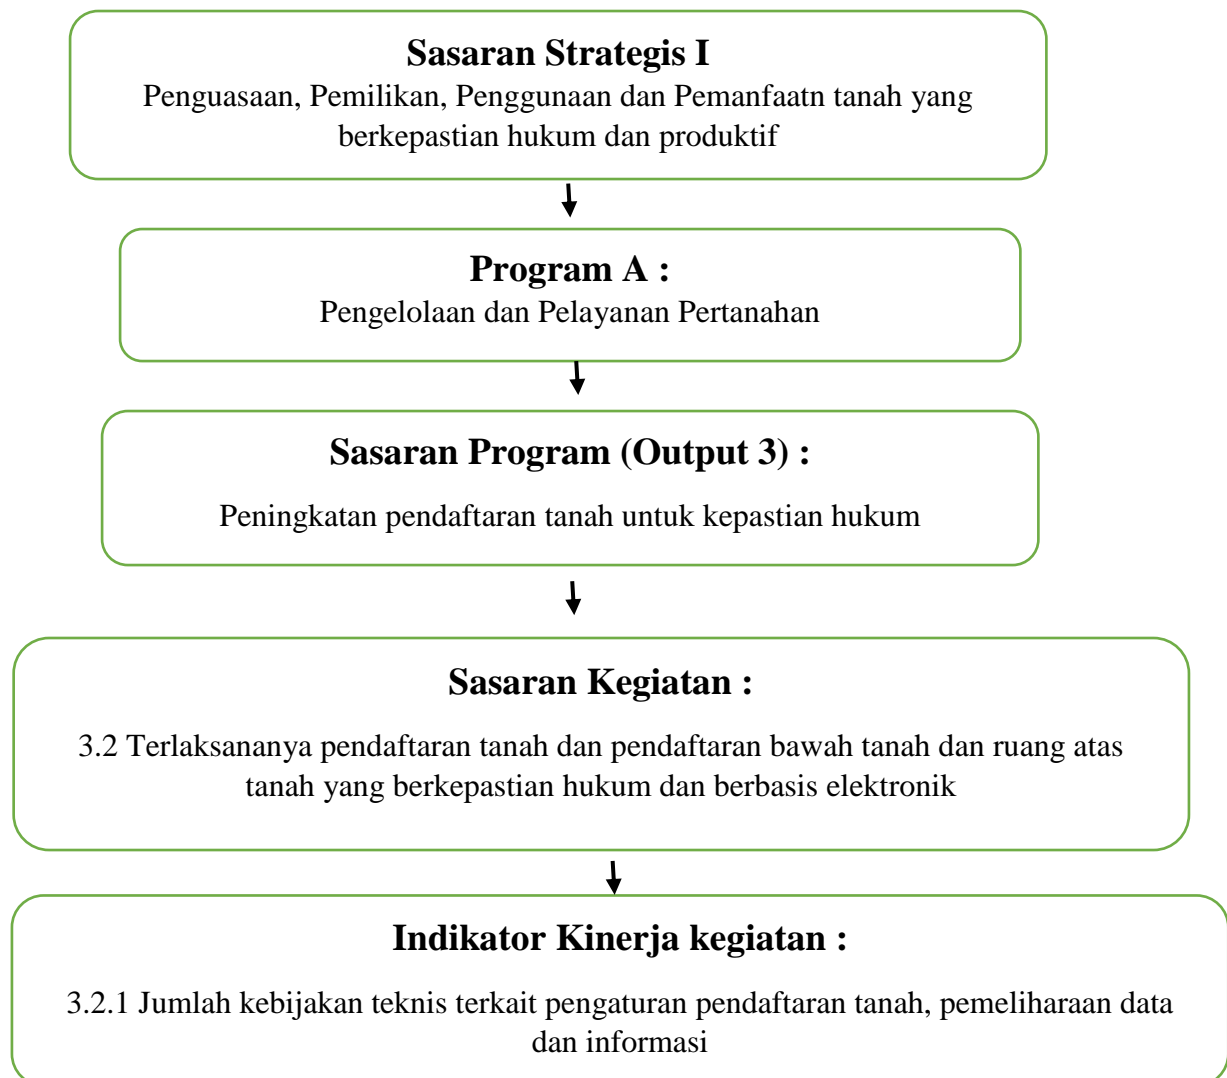 Sasaran Strategis I
Penguasaan, Pemilikan, Penggunaan dan Pemanfaatn tanah yang
berkepastian hukum dan produktif
Program A :
Pengelolaan dan Pelayanan Pertanahan
Sasaran Program (Output 3) :
Peningkatan pendaftaran tanah untuk kepastian hukum
Sasaran Kegiatan :
3.2 Terlaksananya pendaftaran tanah dan pendaftaran bawah tanah dan ruang atas
tanah yang berkepastian hukum dan berbasis elektronik
Indikator Kinerja kegiatan :
3.2.1 Jumlah kebijakan teknis terkait pengaturan pendaftaran tanah, pemeliharaan data
dan informasi